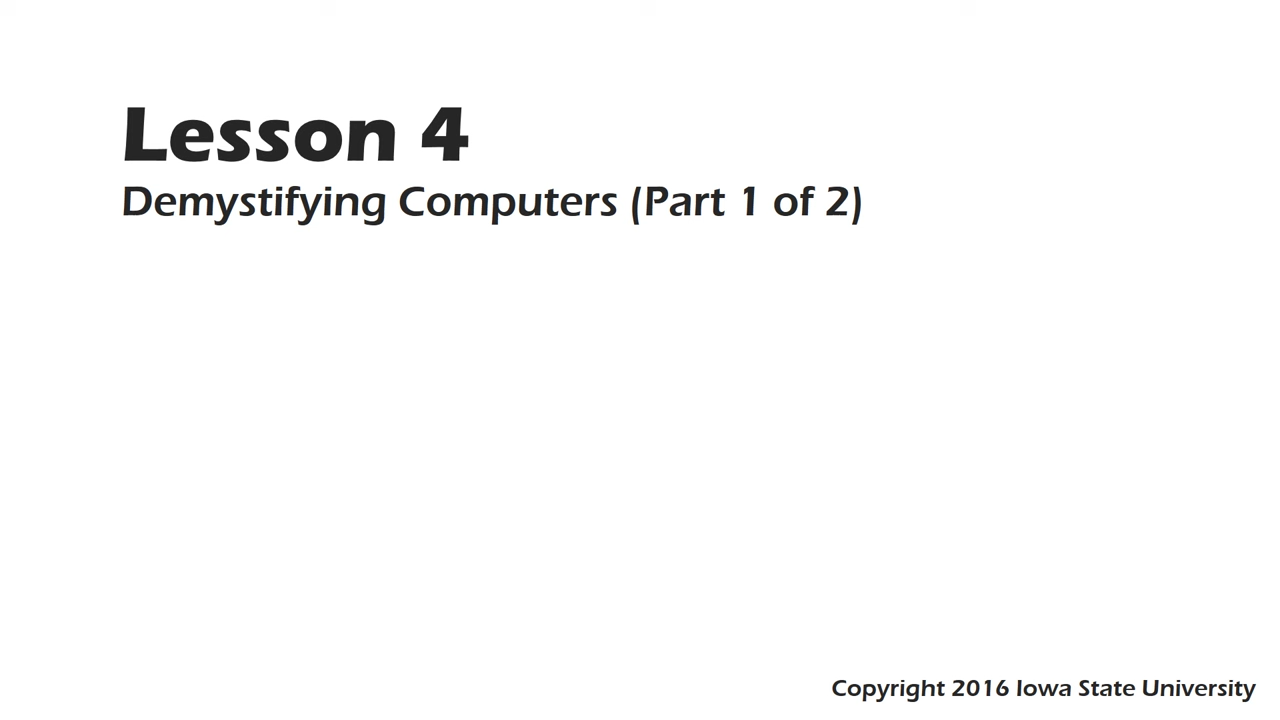 Lesson 4
Demystifying Computers (Part 1 of 2)
Copyright 2016 Iowa State University